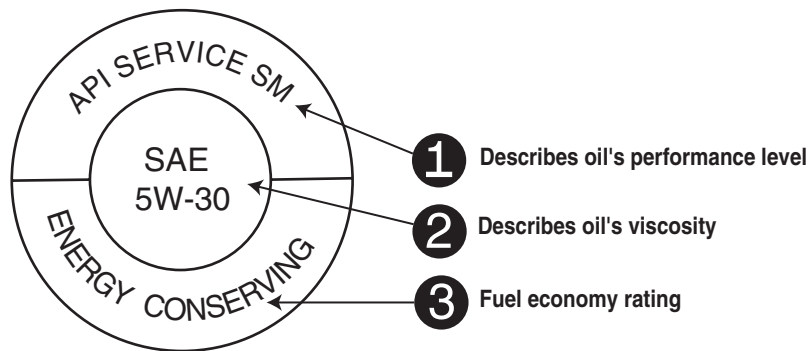 API SERVICE SM
SAE
5W-30
ENERGY CONSERVING
1 Describes oil's performance level
2 Describes oil's viscosity
3 Fuel economy rating